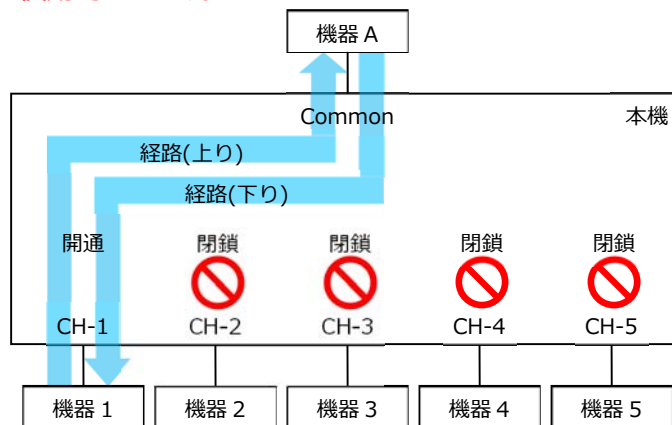 機器 A
Common
本機
経路(上り)
経路(下り)
開通
閉鎖
閉鎖
閉鎖
閉鎖
CH-1
CH-2
CH-3
CH-4
CH-5
機器 1
機器 2
機器 3
機器 4
機器 5